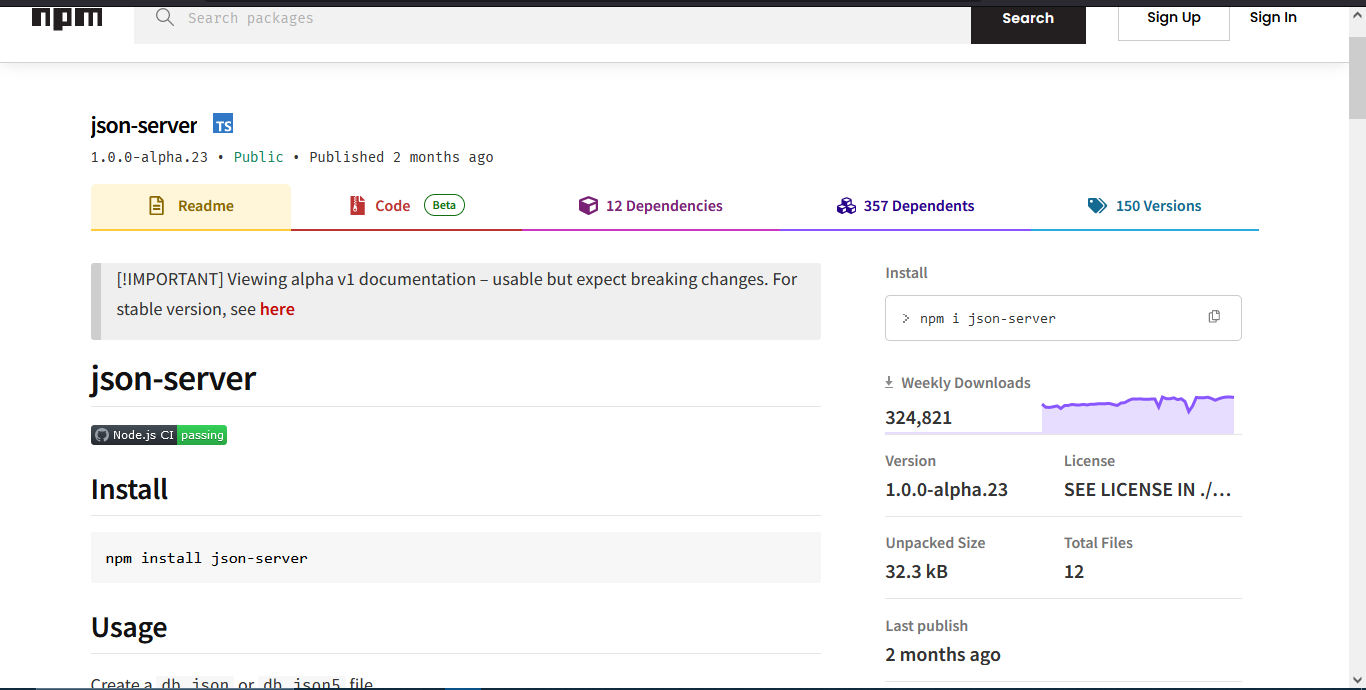 npm
Search packages
Search
Sign Up
Sign In
json-server TS
1.0.0-alpha.23 • Public • Published 2 months ago
Readme
Code Beta
12 Dependencies
357 Dependents
150 Versions
[!IMPORTANT] Viewing alpha v1 documentation – usable but expect breaking changes. For
stable version, see here
json-server
Node.js CI passing
Install
npm install json-server
Usage
Create a db.json or db.json5 file
Install
> npm i json-server
Weekly Downloads
324,821
Version
1.0.0-alpha.23
License
SEE LICENSE IN ./…
Unpacked Size
32.3 kB
Total Files
12
Last publish
2 months ago